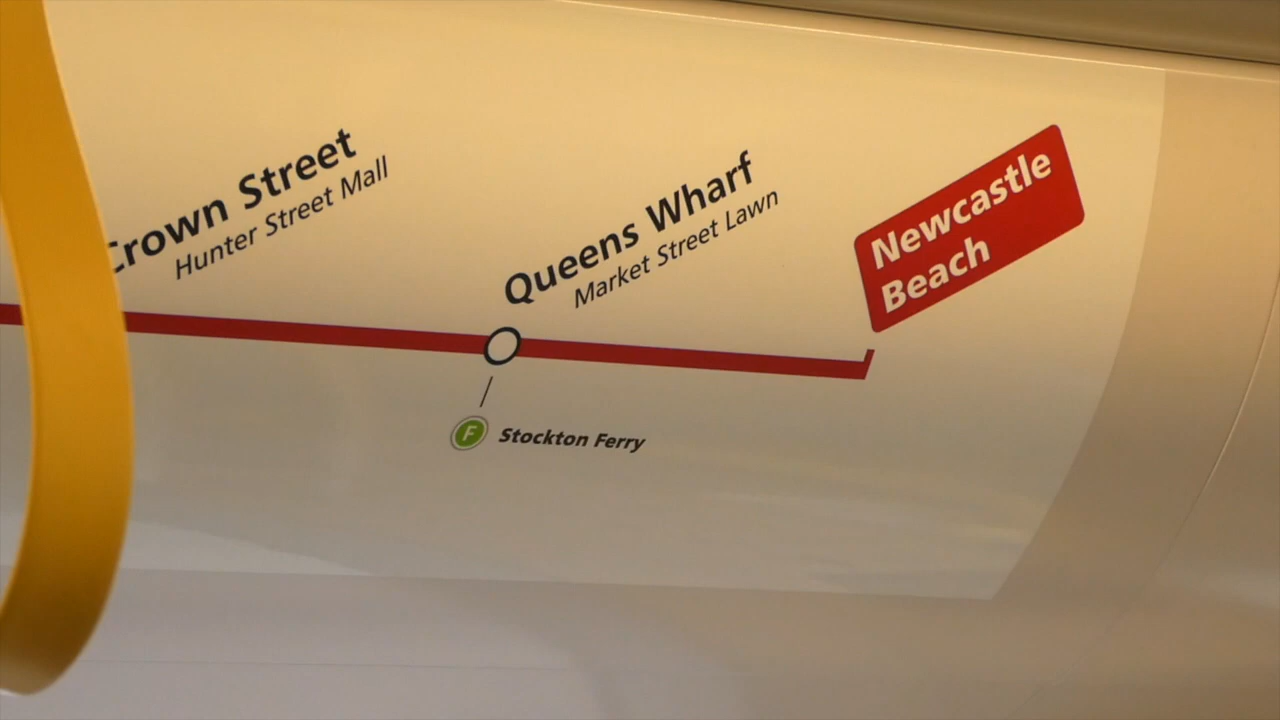 Crown Street
Hunter Street Mall
Queens Wharf
Market Street Lawn
Newcastle
Beach
F Stockton Ferry